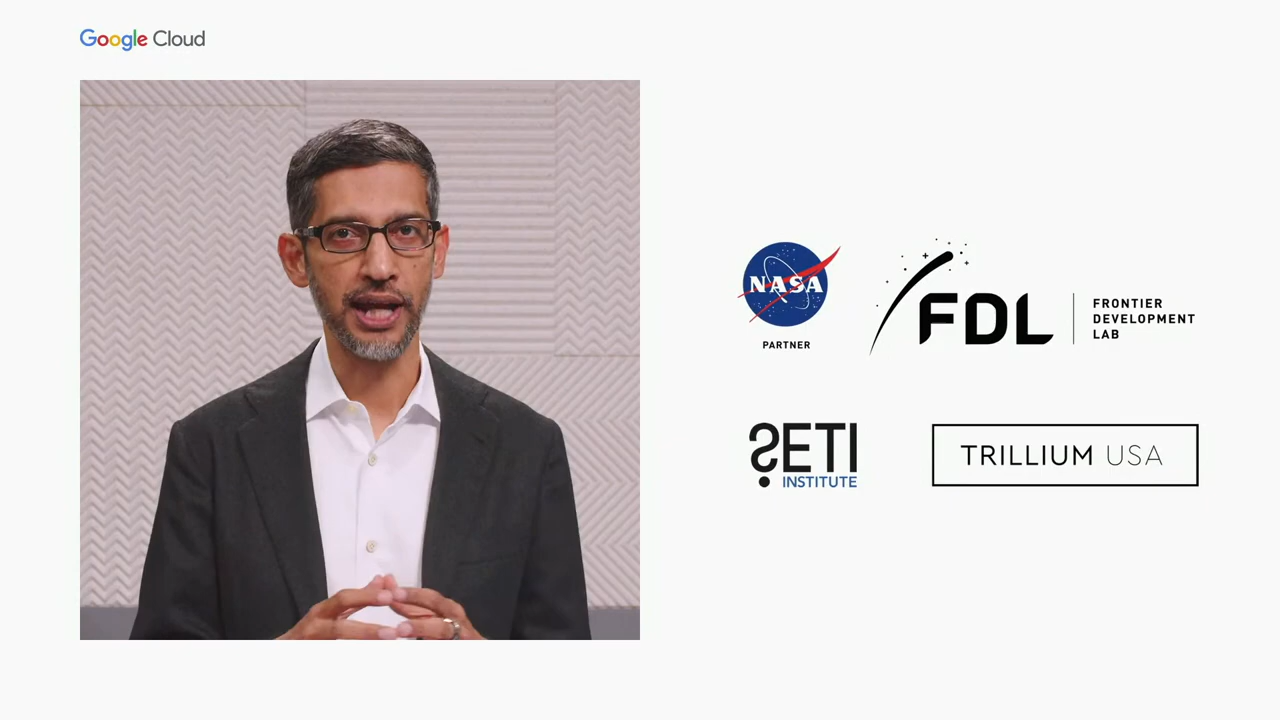 Google Cloud
NASA
PARTNER
FDL
FRONTIER
DEVELOPMENT
LAB
SETI
INSTITUTE
TRILLIUM USA